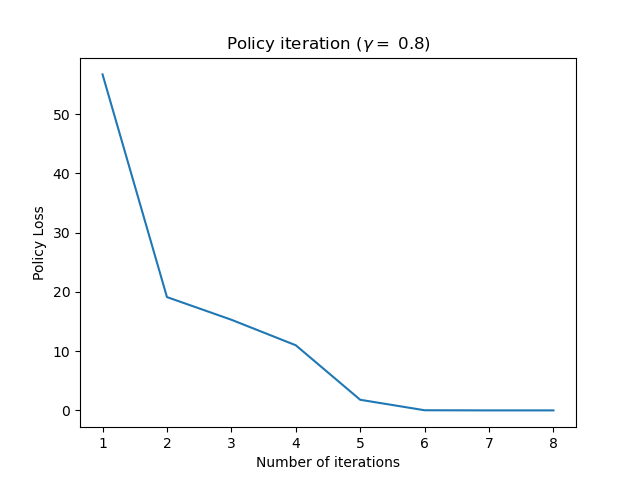 Policy iteration (γ = 0.8)
Policy Loss
50
40
30
20
10
0
1 2 3 4 5 6 7 8
Number of iterations